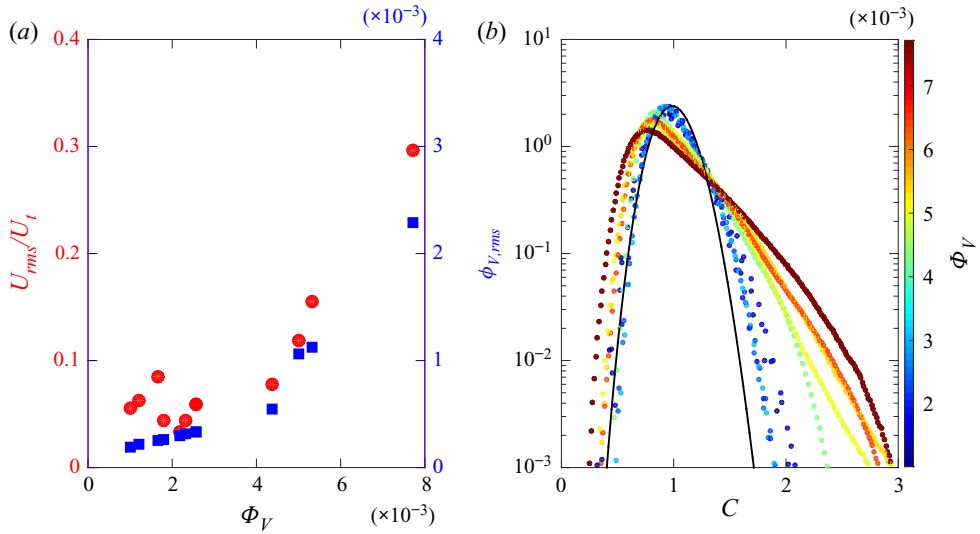 (a)
(×10⁻³)
0.4
0.3
0.2
0.1
0
U_rms/U_t
4
3
2
1
0
ϕ_V,rms
0 2 4 6 8
Φ_V
(×10⁻³)
(b)
(×10⁻³)
10¹
10⁰
10⁻¹
10⁻²
10⁻³
0 1 2 3
C
7
6
5
4
3
2
Φ_V